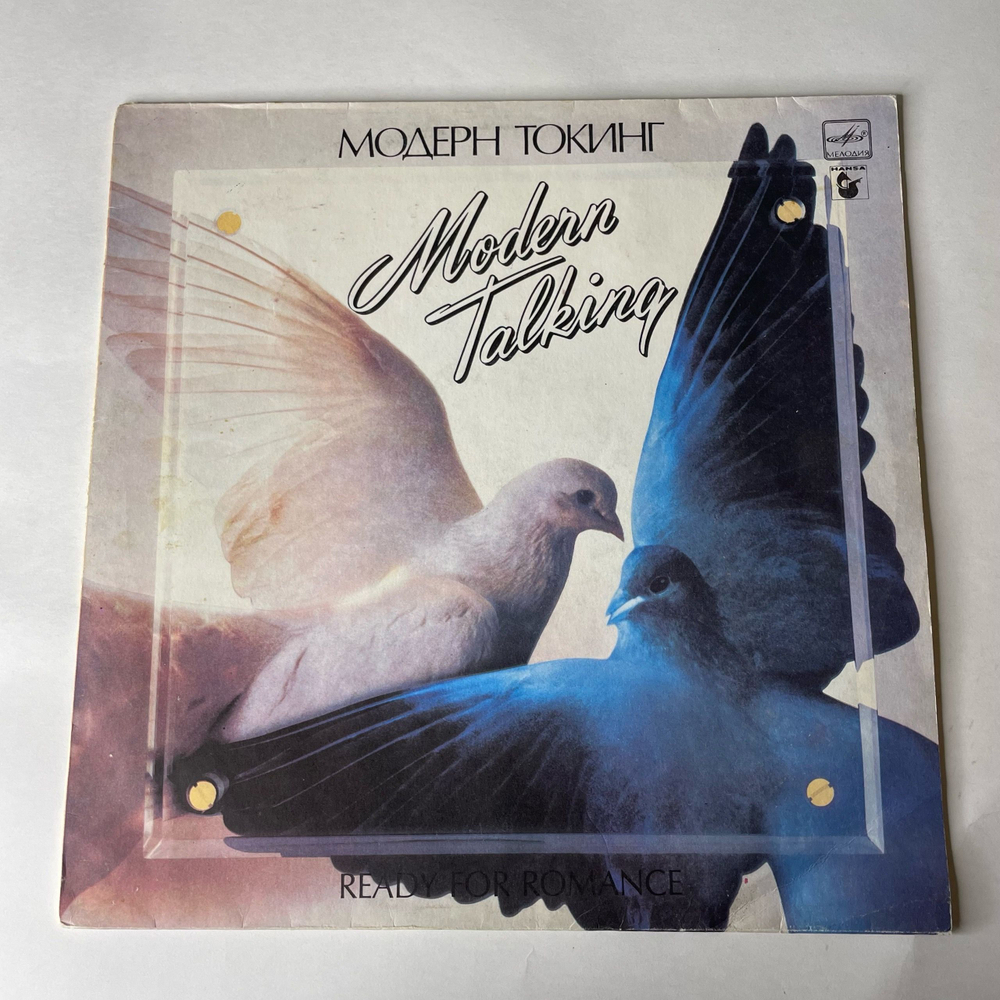 МОДЕРН ТОКИНГ
МЕЛОДИЯ
HANSA
Modern
Talking
READY FOR ROMANCE